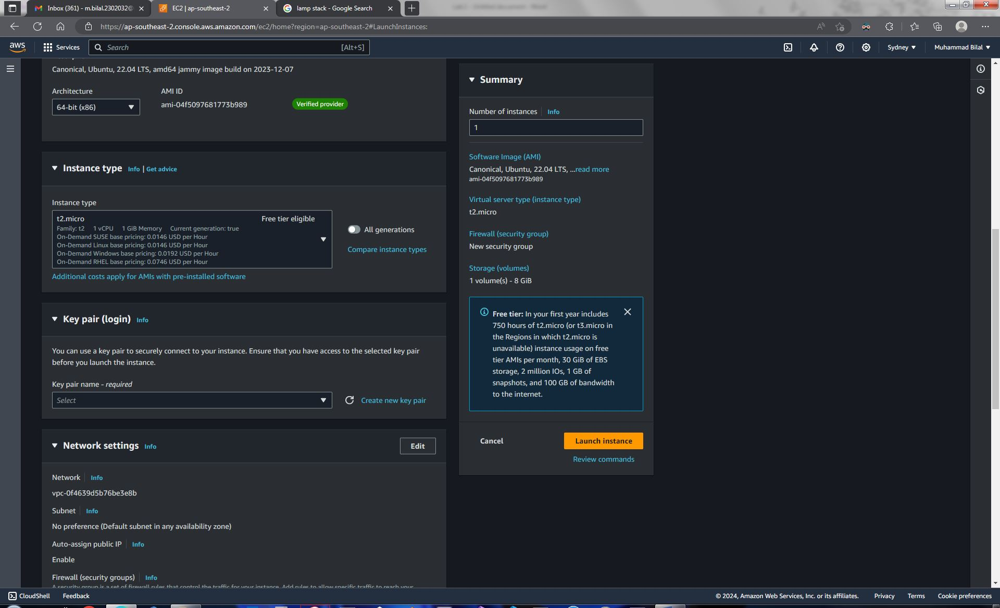 Inbox (361) - m.bilal.2302032@
EC2 | ap-southeast-2
lamp stack - Google Search
https://ap-southeast-2.console.aws.amazon.com/ec2/home?region=ap-southeast-2#LaunchInstances:
aws
Services
Search
[Alt+S]
Sydney
Muhammad Bilal
Canonical, Ubuntu, 22.04 LTS, amd64 jammy image build on 2023-12-07
Architecture
AMI ID
64-bit (x86)
ami-04f5097681773b989
Verified provider
Instance type
Info | Get advice
Instance type
t2.micro
Free tier eligible
Family: t2 1 vCPU 1 GiB Memory Current generation: true
On-Demand SUSE base pricing: 0.0146 USD per Hour
On-Demand Linux base pricing: 0.0146 USD per Hour
On-Demand Windows base pricing: 0.0192 USD per Hour
On-Demand RHEL base pricing: 0.0746 USD per Hour
All generations
Compare instance types
Additional costs apply for AMIs with pre-installed software
Key pair (login) Info
You can use a key pair to securely connect to your instance. Ensure that you have access to the selected key pair
before you launch the instance.
Key pair name - required
Select
Create new key pair
Network settings Info
Edit
Network Info
vpc-0f4639d5b76be3e8b
Subnet Info
No preference (Default subnet in any availability zone)
Auto-assign public IP Info
Enable
Firewall (security groups) Info
A security group is a set of firewall rules that control the traffic for your instance. Add rules to allow specific traffic to reach your
Summary
Number of instances Info
1
Software Image (AMI)
Canonical, Ubuntu, 22.04 LTS, ...read more
ami-04f5097681773b989
Virtual server type (instance type)
t2.micro
Firewall (security group)
New security group
Storage (volumes)
1 volume(s) - 8 GiB
Free tier: In your first year includes
750 hours of t2.micro (or t3.micro in
the Regions in which t2.micro is
unavailable) instance usage on free
tier AMIs per month, 30 GiB of EBS
storage, 2 million IOs, 1 GB of
snapshots, and 100 GB of bandwidth
to the internet.
Cancel
Launch instance
Review commands
CloudShell
Feedback
© 2024, Amazon Web Services, Inc. or its affiliates.
Privacy
Terms
Cookie preferences